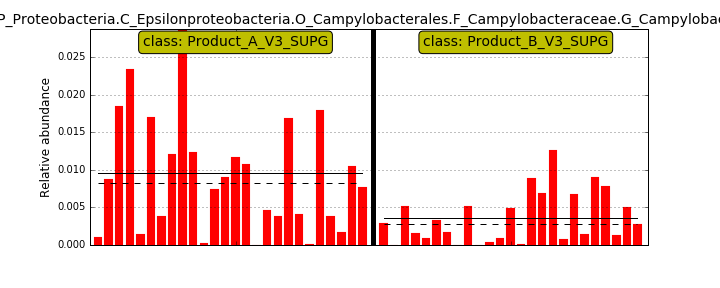 P_Proteobacteria.C_Epsilonproteobacteria.O_Campylobacterales.F_Campylobacteraceae.G_Campylobac
class: Product_A_V3_SUPG
class: Product_B_V3_SUPG
Relative abundance
0.025
0.020
0.015
0.010
0.005
0.000